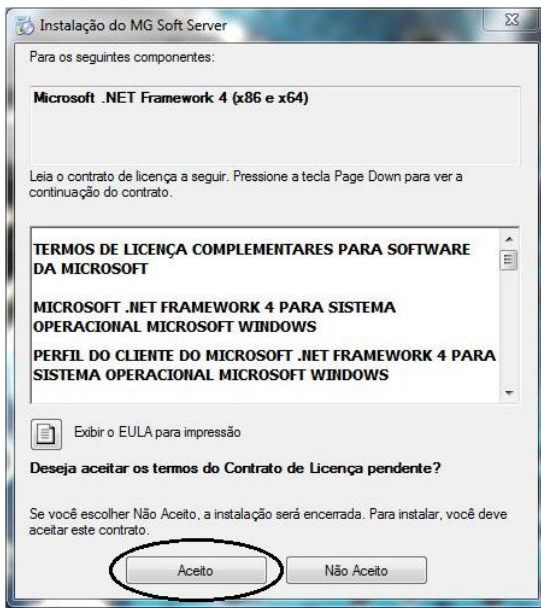 Instalação do MG Soft Server
Para os seguintes componentes:
Microsoft .NET Framework 4 (x86 e x64)
Leia o contrato de licença a seguir. Pressione a tecla Page Down para ver a
continuação do contrato.
TERMOS DE LICENÇA COMPLEMENTARES PARA SOFTWARE
DA MICROSOFT
MICROSOFT .NET FRAMEWORK 4 PARA SISTEMA
OPERACIONAL MICROSOFT WINDOWS
PERFIL DO CLIENTE DO MICROSOFT .NET FRAMEWORK 4 PARA
SISTEMA OPERACIONAL MICROSOFT WINDOWS
Exibir o EULA para impressão
Deseja aceitar os termos do Contrato de Licença pendente?
Se você escolher Não Aceito, a instalação será encerrada. Para instalar, você deve
aceitar este contrato.
Aceito
Não Aceito